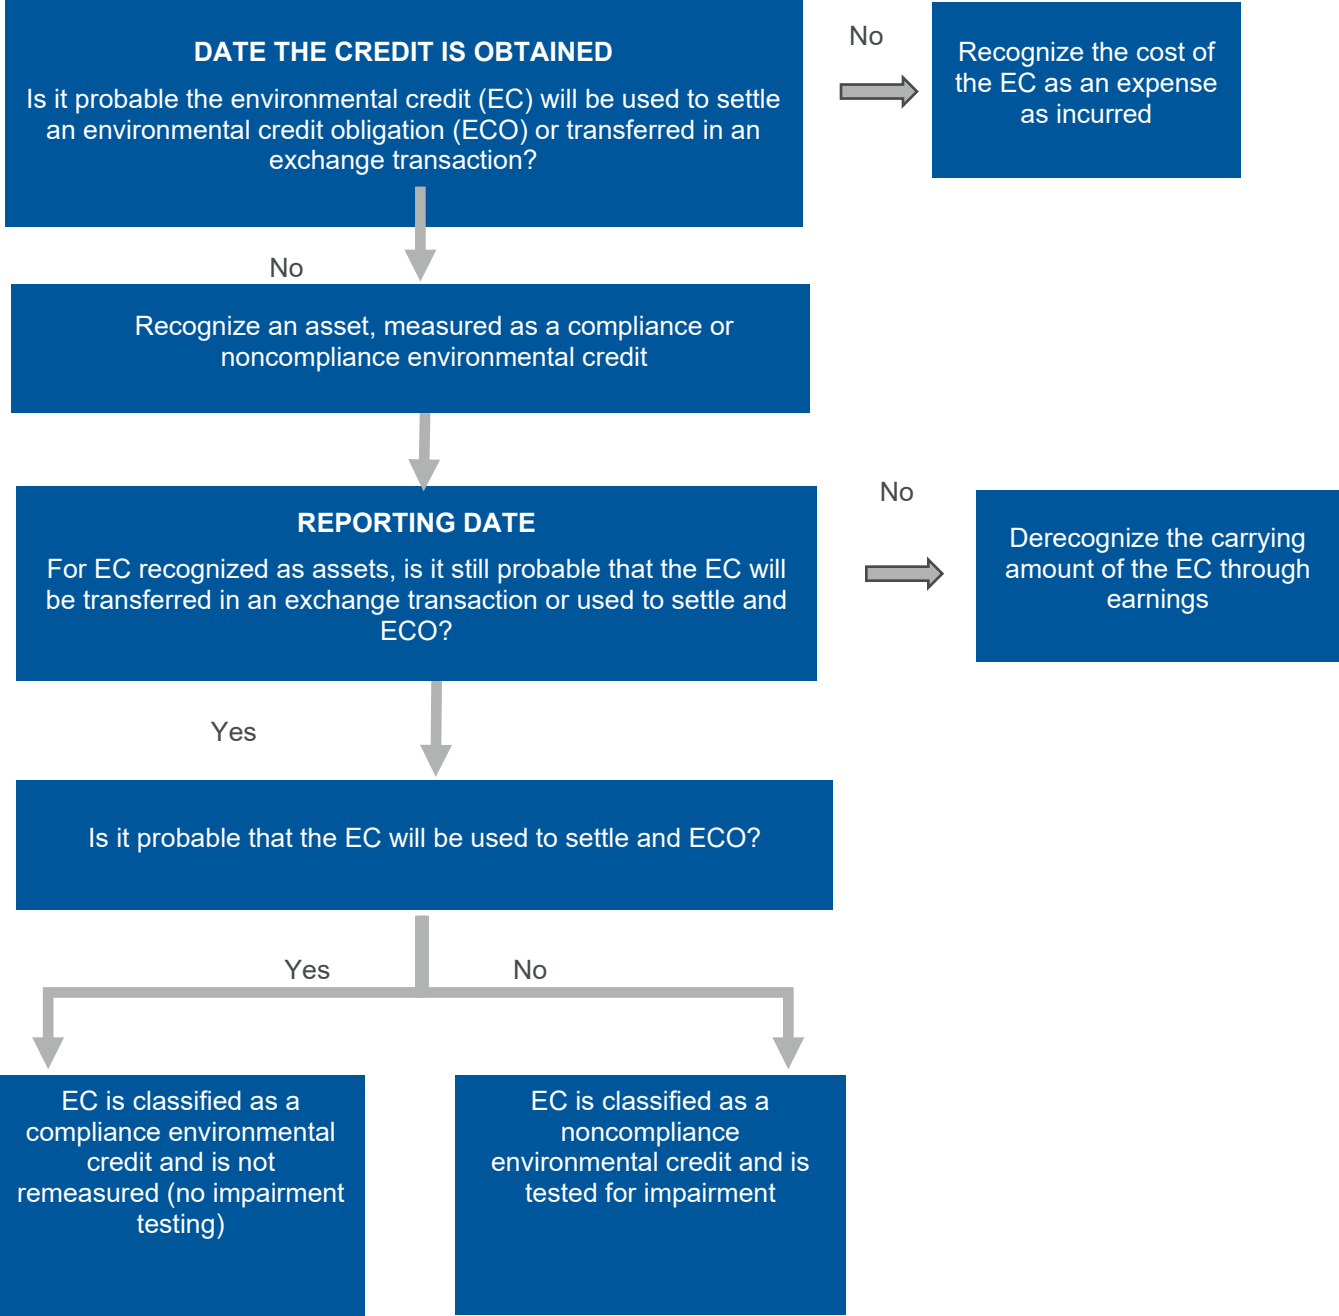 DATE THE CREDIT IS OBTAINED
Is it probable the environmental credit (EC) will be used to settle
an environmental credit obligation (ECO) or transferred in an
exchange transaction?
No
Recognize the cost of
the EC as an expense
as incurred
No
Recognize an asset, measured as a compliance or
noncompliance environmental credit
REPORTING DATE
For EC recognized as assets, is it still probable that the EC will
be transferred in an exchange transaction or used to settle and
ECO?
No
Derecognize the carrying
amount of the EC through
earnings
Yes
Is it probable that the EC will be used to settle and ECO?
Yes
No
EC is classified as a
compliance environmental
credit and is not
remeasured (no impairment
testing)
EC is classified as a
noncompliance
environmental credit and is
tested for impairment